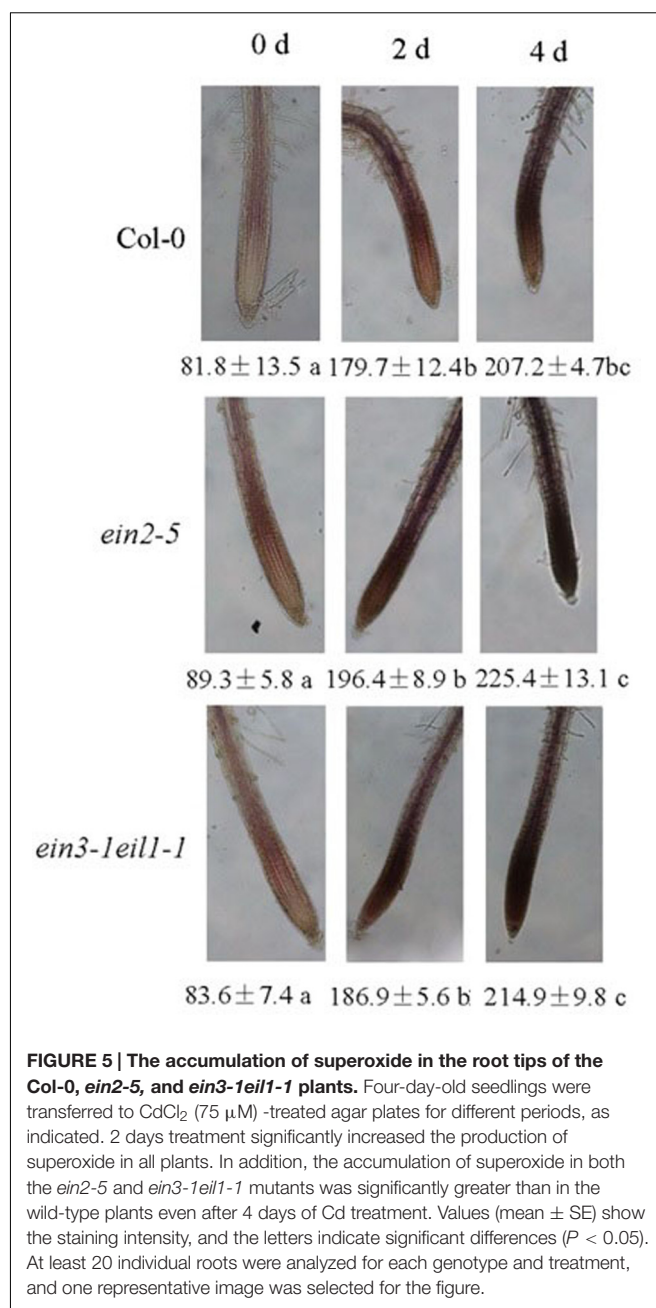 0 d 2 d 4 d
Col-0
81.8±13.5 a 179.7±12.4b 207.2±4.7bc
ein2-5
89.3±5.8 a 196.4±8.9 b 225.4±13.1 c
ein3-1eil1-1
83.6±7.4 a 186.9±5.6 b 214.9±9.8 c
FIGURE 5 | The accumulation of superoxide in the root tips of the
Col-0, ein2-5, and ein3-1eil1-1 plants. Four-day-old seedlings were
transferred to CdCl₂ (75 μM) -treated agar plates for different periods, as
indicated. 2 days treatment significantly increased the production of
superoxide in all plants. In addition, the accumulation of superoxide in both
the ein2-5 and ein3-1eil1-1 mutants was significantly greater than in the
wild-type plants even after 4 days of Cd treatment. Values (mean ± SE) show
the staining intensity, and the letters indicate significant differences (P < 0.05).
At least 20 individual roots were analyzed for each genotype and treatment,
and one representative image was selected for the figure.